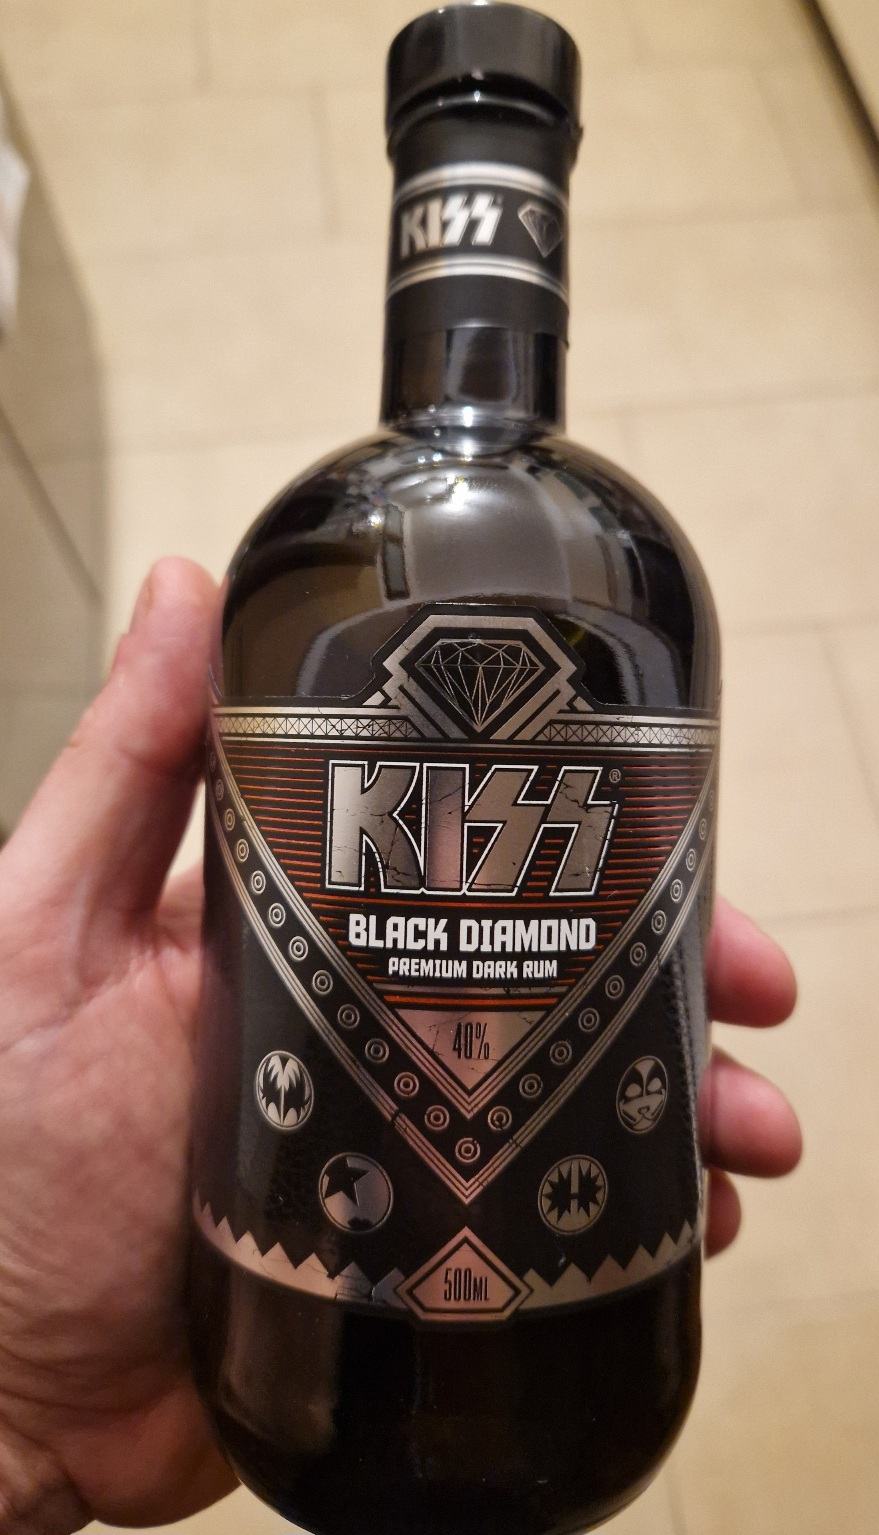 KISS
KISS®
BLACK DIAMOND
PREMIUM DARK RUM
40%
500ML